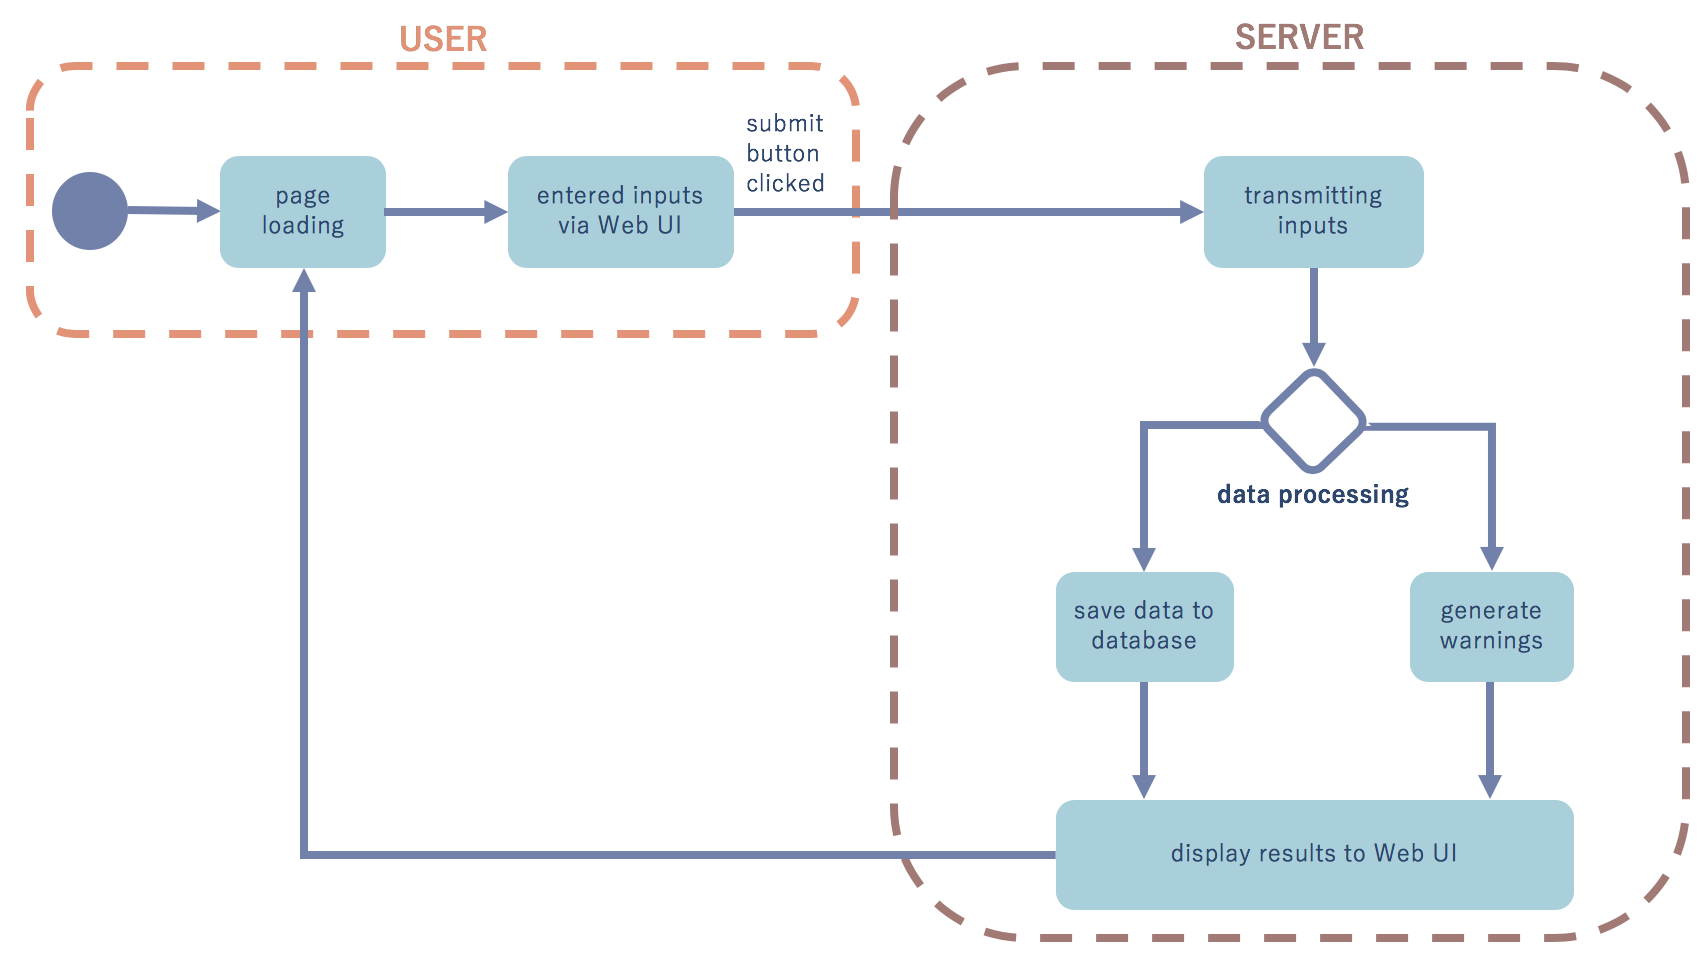 USER
SERVER
submit
button
clicked
page
loading
entered inputs
via Web UI
transmitting
inputs
data processing
save data to
database
generate
warnings
display results to Web UI